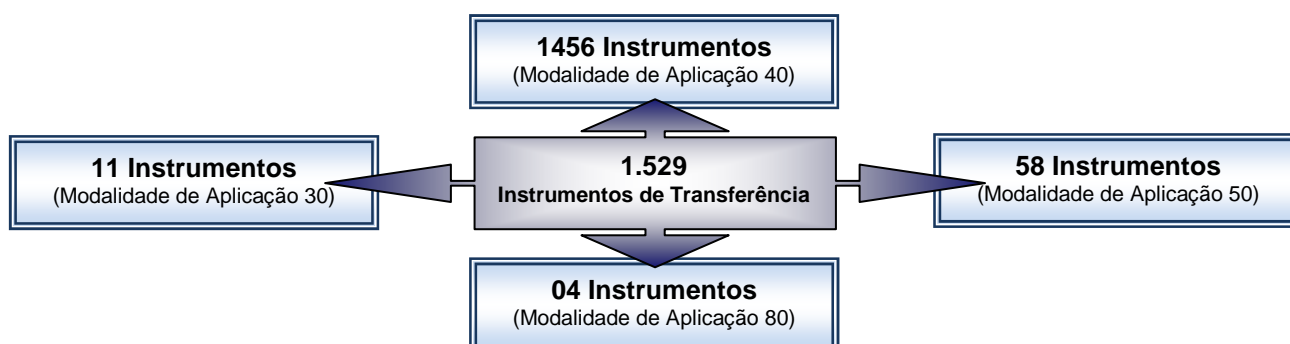 1456 Instrumentos
(Modalidade de Aplicação 40)
11 Instrumentos
(Modalidade de Aplicação 30)
1.529
Instrumentos de Transferência
58 Instrumentos
(Modalidade de Aplicação 50)
04 Instrumentos
(Modalidade de Aplicação 80)